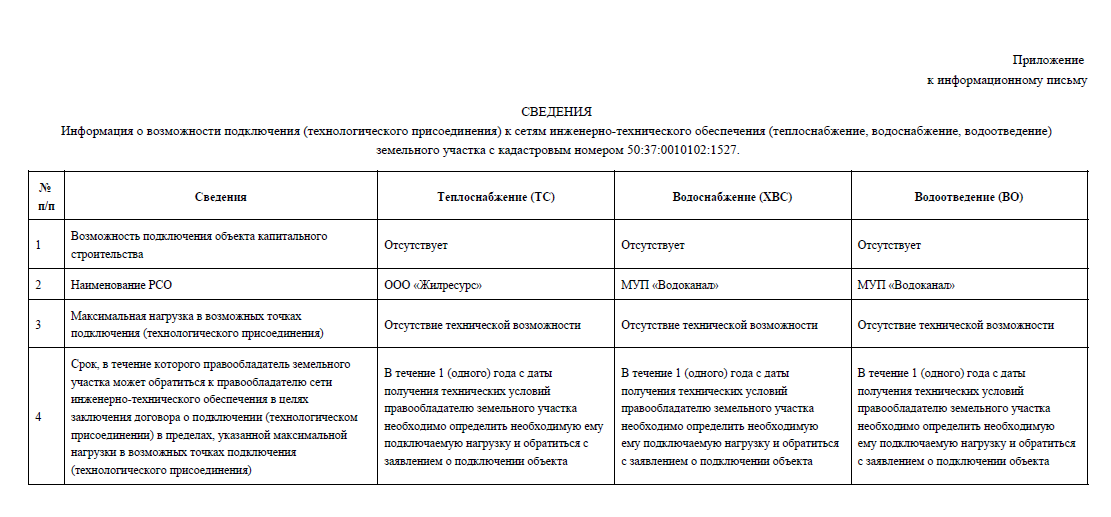 Приложение
к информационному письму
СВЕДЕНИЯ
Информация о возможности подключения (технологического присоединения) к сетям инженерно-технического обеспечения (теплоснабжение, водоснабжение, водоотведение)
земельного участка с кадастровым номером 50:37:0010102:1527.
№
п/п
Сведения
Теплоснабжение (ТС)
Водоснабжение (ХВС)
Водоотведение (ВО)
1
Возможность подключения объекта капитального
строительства
Отсутствует
Отсутствует
Отсутствует
2
Наименование РСО
ООО «Жилресурс»
МУП «Водоканал»
МУП «Водоканал»
3
Максимальная нагрузка в возможных точках
подключения (технологического присоединения)
Отсутствие технической возможности
Отсутствие технической возможности
Отсутствие технической возможности
4
Срок, в течение которого правообладатель земельного
участка может обратиться к правообладателю сети
инженерно-технического обеспечения в целях
заключения договора о подключении (технологическом
присоединении) в пределах, указанной максимальной
нагрузки в возможных точках подключения
(технологического присоединения)
В течение 1 (одного) года с даты
получения технических условий
правообладателю земельного участка
необходимо определить необходимую ему
подключаемую нагрузку и обратиться с
заявлением о подключении объекта
В течение 1 (одного) года с даты
получения технических условий
правообладателю земельного участка
необходимо определить необходимую
ему подключаемую нагрузку и обратиться
с заявлением о подключении объекта
В течение 1 (одного) года с даты
получения технических условий
правообладателю земельного участка
необходимо определить необходимую
ему подключаемую нагрузку и обратиться
с заявлением о подключении объекта